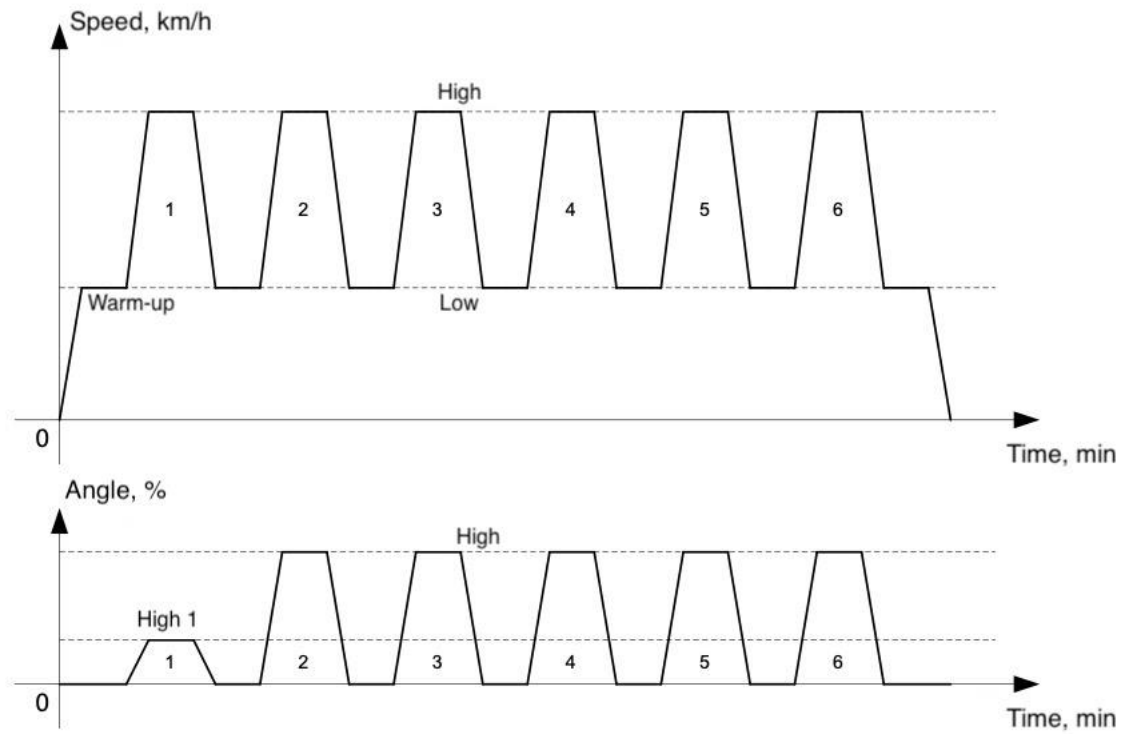 Speed, km/h
High
1 2 3 4 5 6
Warm-up Low
0
Time, min
Angle, %
High
High 1
1 2 3 4 5 6
0
Time, min